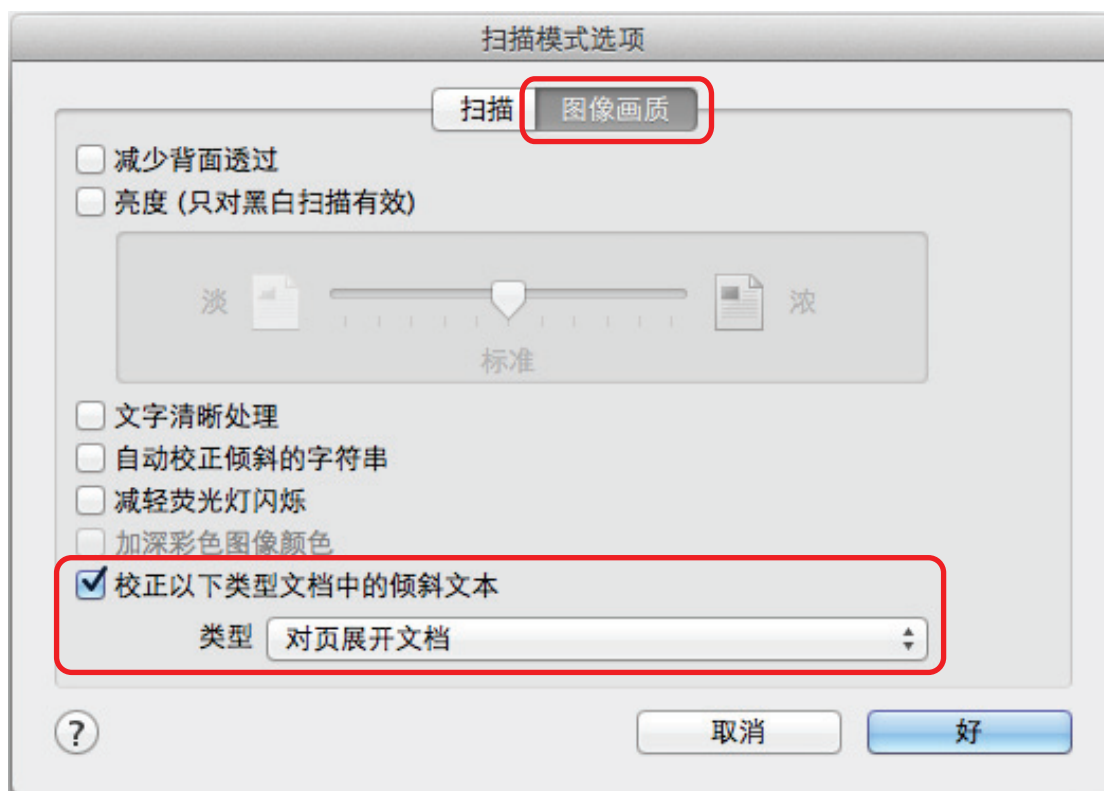 扫描模式选项
扫描 图像画质
减少背面透过
亮度 (只对黑白扫描有效)
淡 浓
标准
文字清晰处理
自动校正倾斜的字符串
减轻荧光灯闪烁
加深彩色图像颜色
校正以下类型文档中的倾斜文本
类型 对页展开文档
? 取消 好